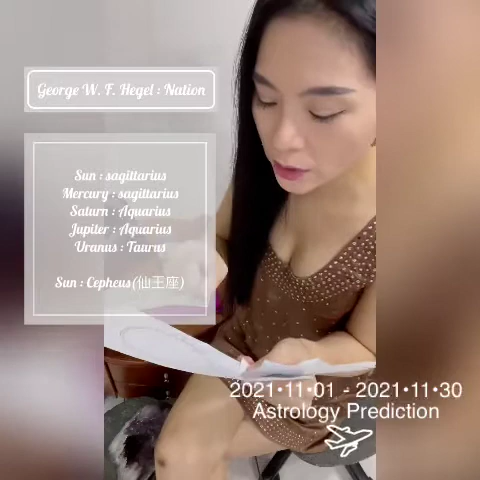 George W. F. Hegel : Nation
Sun : sagittarius
Mercury : sagittarius
Saturn : Aquarius
Jupiter : Aquarius
Uranus : Taurus
Sun : Cepheus(仙王座)
2021•11•01 - 2021•11•30
Astrology Prediction